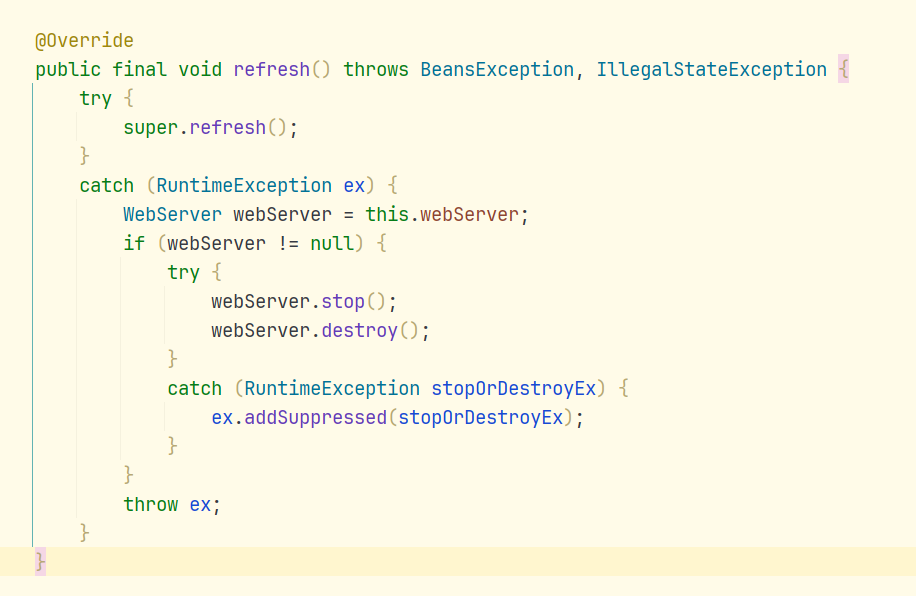 @Override
public final void refresh() throws BeansException, IllegalStateException {
    try {
        super.refresh();
    }
    catch (RuntimeException ex) {
        WebServer webServer = this.webServer;
        if (webServer != null) {
            try {
                webServer.stop();
                webServer.destroy();
            }
            catch (RuntimeException stopOrDestroyEx) {
                ex.addSuppressed(stopOrDestroyEx);
            }
        }
        throw ex;
    }
}